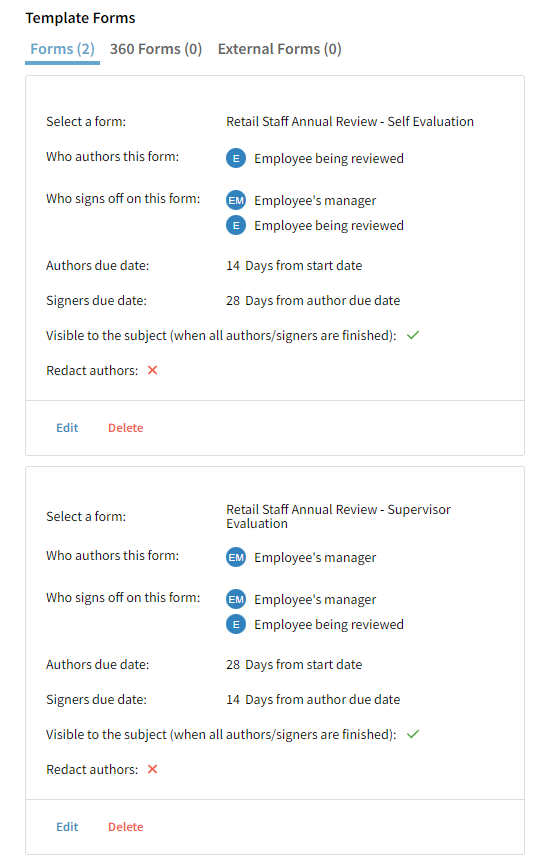 Template Forms
Forms (2) 360 Forms (0) External Forms (0)
Select a form: Retail Staff Annual Review - Self Evaluation
Who authors this form: E Employee being reviewed
Who signs off on this form: EM Employee's manager
E Employee being reviewed
Authors due date: 14 Days from start date
Signers due date: 28 Days from author due date
Visible to the subject (when all authors/signers are finished):
Redact authors:
Edit Delete
Select a form: Retail Staff Annual Review - Supervisor
Evaluation
Who authors this form: EM Employee's manager
Who signs off on this form: EM Employee's manager
E Employee being reviewed
Authors due date: 28 Days from start date
Signers due date: 14 Days from author due date
Visible to the subject (when all authors/signers are finished):
Redact authors:
Edit Delete